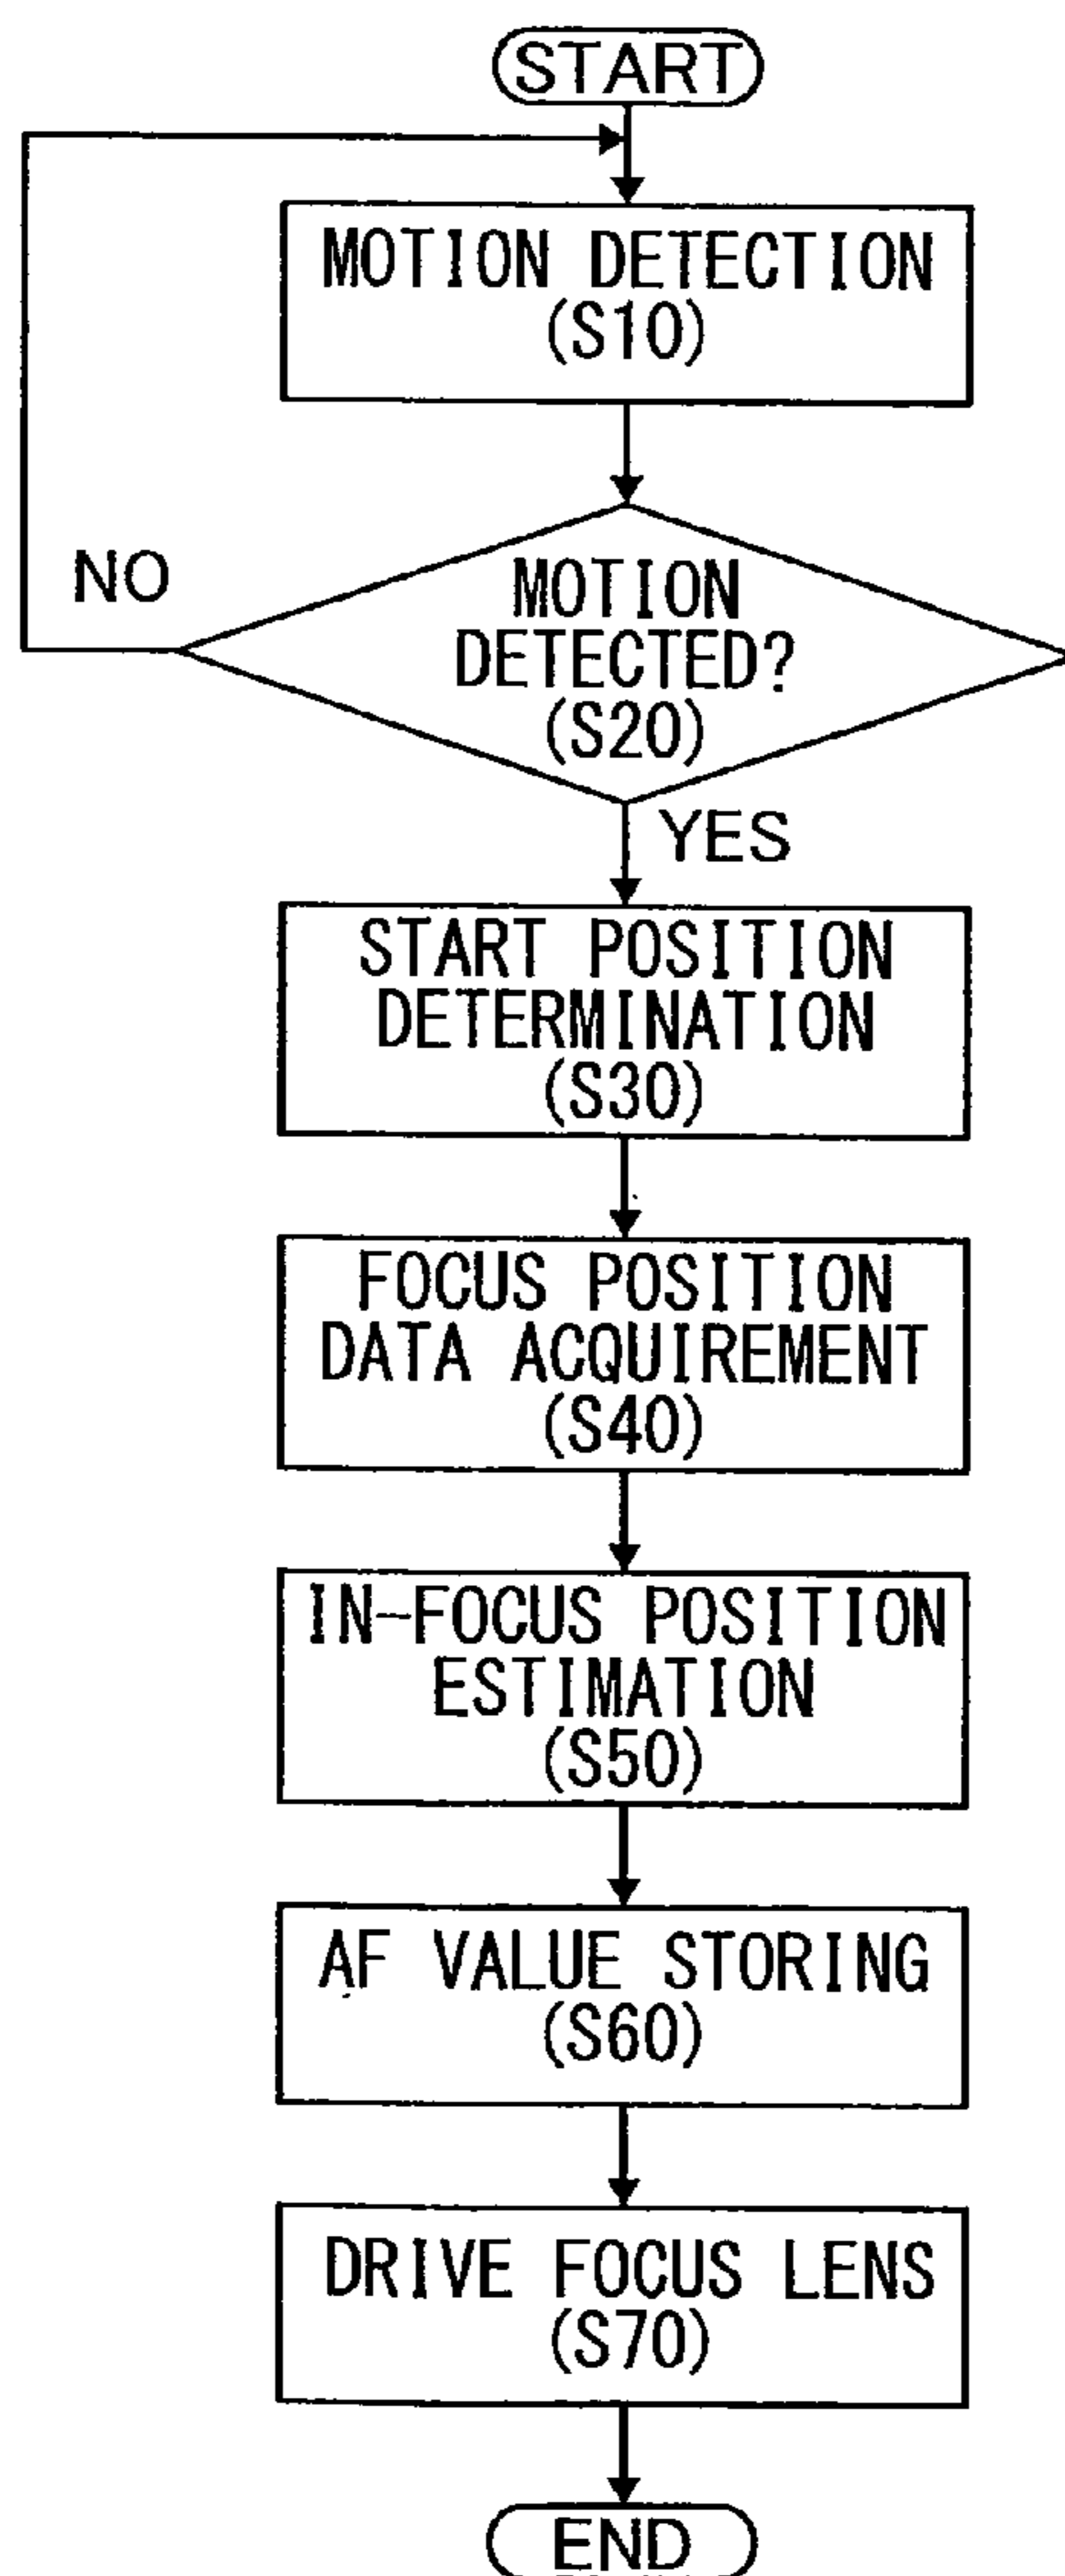 START
MOTION DETECTION
(S10)
NO
MOTION
DETECTED?
(S20)
YES
START POSITION
DETERMINATION
(S30)
FOCUS POSITION
DATA ACQUIREMENT
(S40)
IN-FOCUS POSITION
ESTIMATION
(S50)
AF VALUE STORING
(S60)
DRIVE FOCUS LENS
(S70)
END